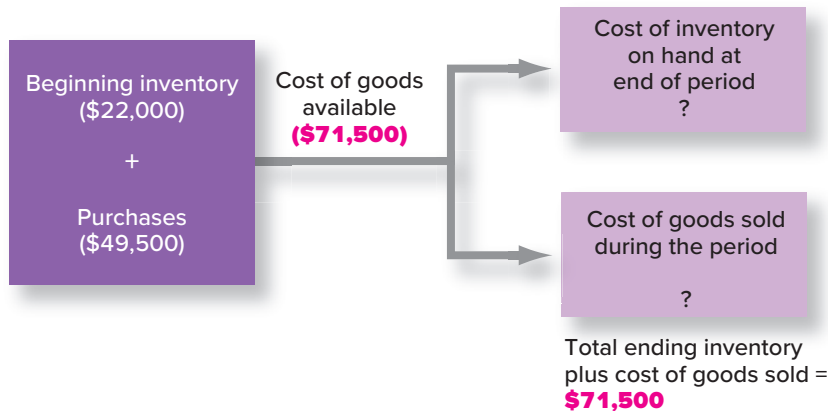 Beginning inventory
($22,000)
+
Purchases
($49,500)
Cost of goods
available
($71,500)
Cost of inventory
on hand at
end of period
?
Cost of goods sold
during the period
?
Total ending inventory
plus cost of goods sold =
$71,500